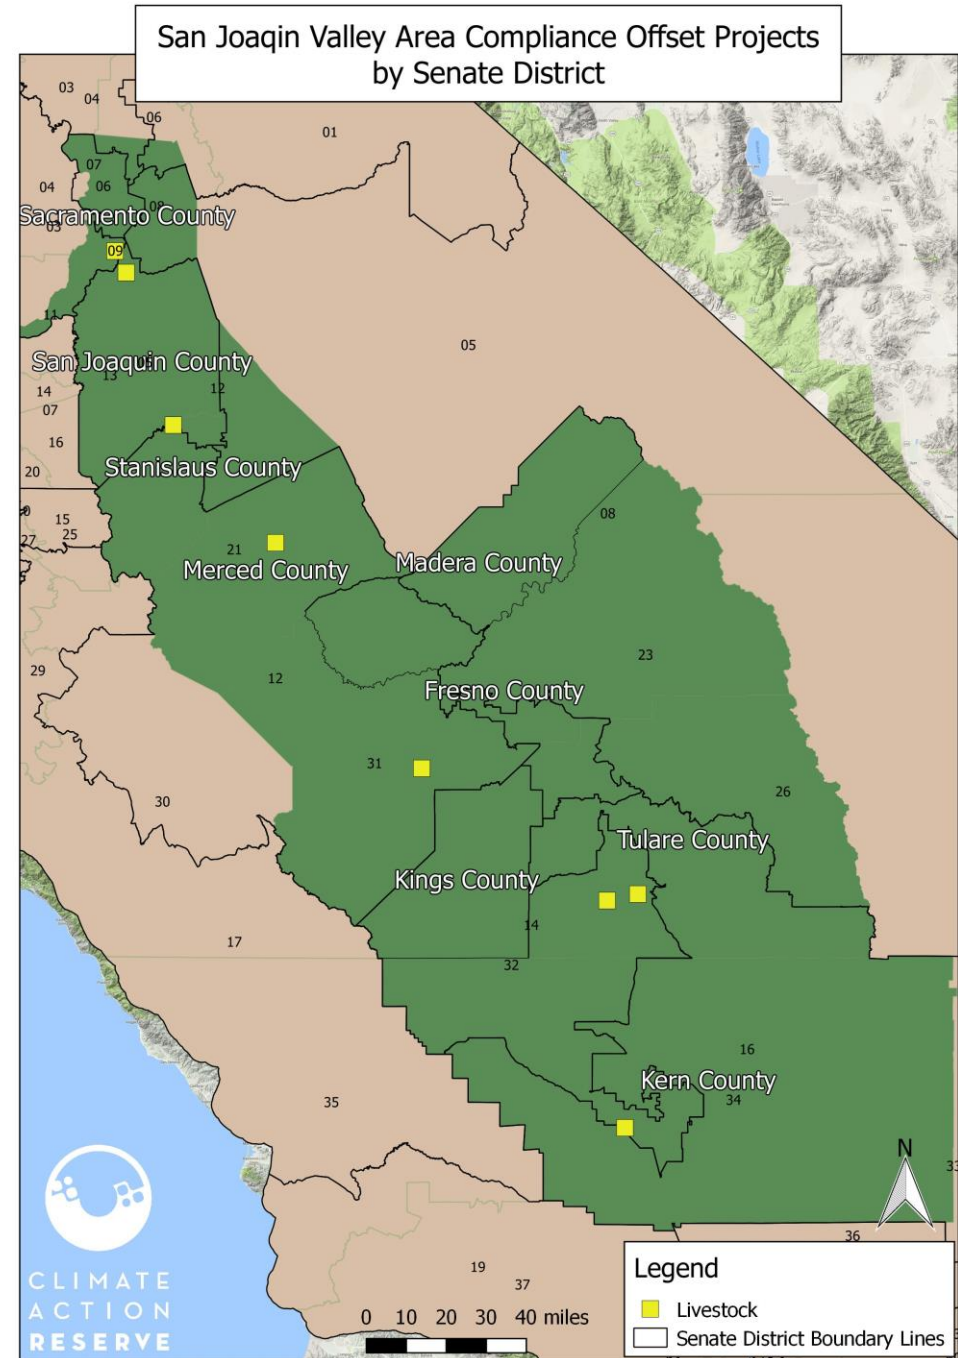 San Joaqin Valley Area Compliance Offset Projects
by Senate District
03
04
06
01
07
04
06
08
Sacramento County
03
09
11
05
San Joaquin County
13
14
12
07
16
Stanislaus County
20
08
15
27
25
21
Merced County
Madera County
23
29
12
Fresno County
31
26
30
Tulare County
Kings County
14
17
32
16
Kern County
34
35
N
33
36
19
37
Legend
Livestock
Senate District Boundary Lines
0 10 20 30 40 miles
CLIMATE
ACTION
RESERVE